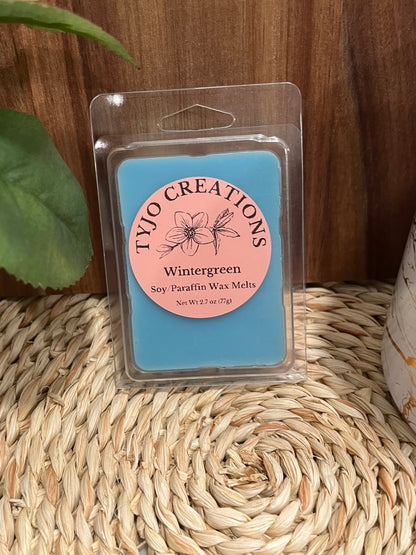 TYJO CREATIONS
Wintergreen
Soy/Paraffin Wax Melts
Net Wt 2.7 oz (77g)